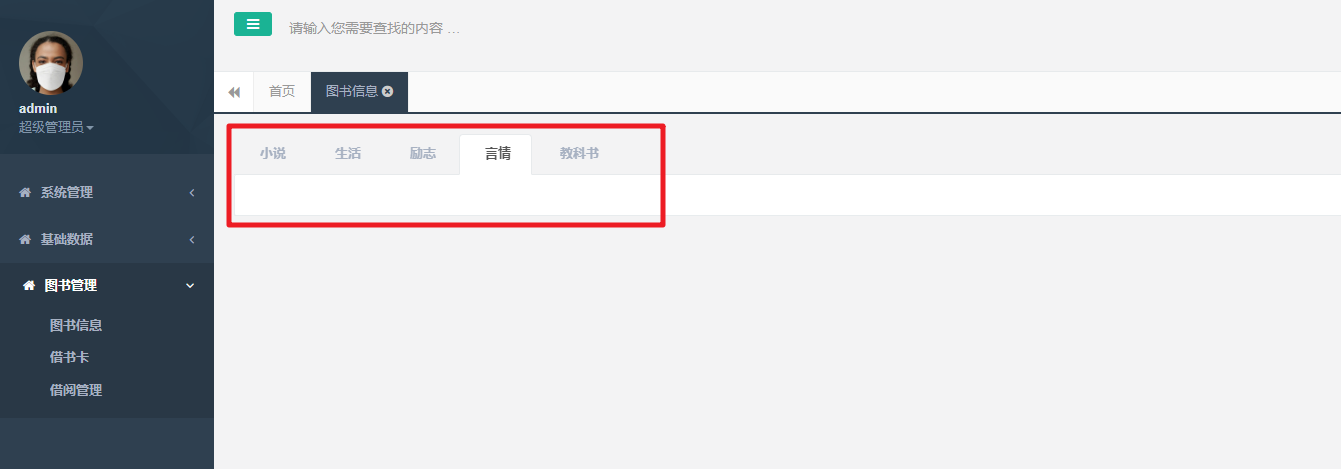 admin
超级管理员
系统管理
基础数据
图书管理
图书信息
借书卡
借阅管理
请输入您需要查找的内容 …
首页 图书信息
小说 生活 励志 言情 教科书